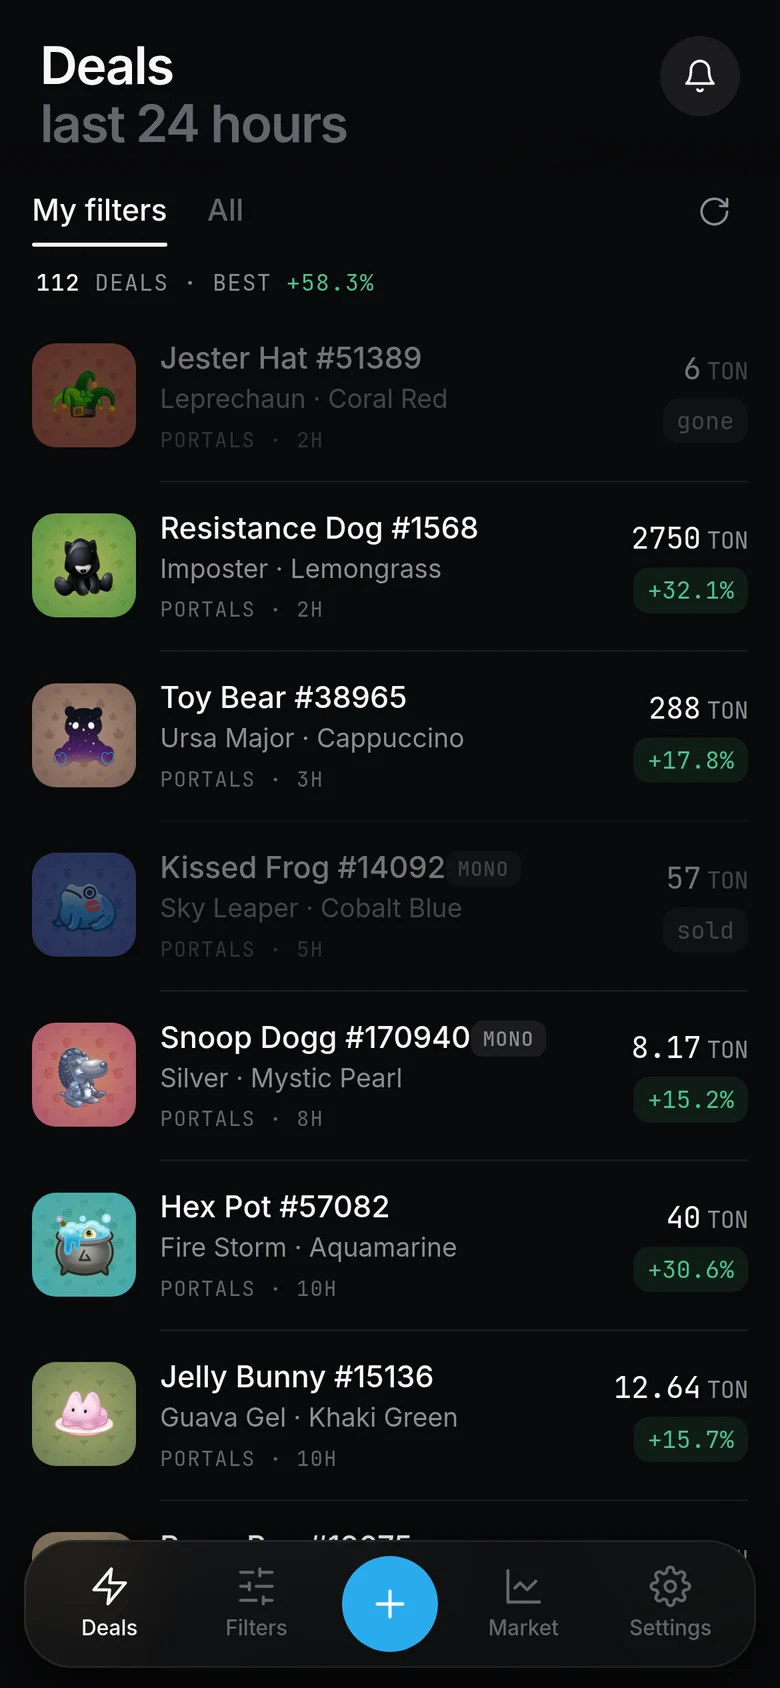 Deals
last 24 hours
My filters All
112 DEALS · BEST +58.3%
Jester Hat #51389
6 TON
Leprechaun · Coral Red
gone
PORTALS · 2H
Resistance Dog #1568
2750 TON
Imposter · Lemongrass
+32.1%
PORTALS · 2H
Toy Bear #38965
288 TON
Ursa Major · Cappuccino
+17.8%
PORTALS · 3H
Kissed Frog #14092 MONO
57 TON
Sky Leaper · Cobalt Blue
sold
PORTALS · 5H
Snoop Dogg #170940 MONO
8.17 TON
Silver · Mystic Pearl
+15.2%
PORTALS · 8H
Hex Pot #57082
40 TON
Fire Storm · Aquamarine
+30.6%
PORTALS · 10H
Jelly Bunny #15136
12.64 TON
Guava Gel · Khaki Green
+15.7%
PORTALS · 10H
Deals Filters Market Settings